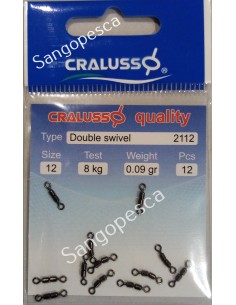 CRALUSSO
Sangopesca
CRALUSSO quality
Type Double swivel 2112
Size Test Weight Pcs
12 8 kg 0.09 gr 12
Sangopesca